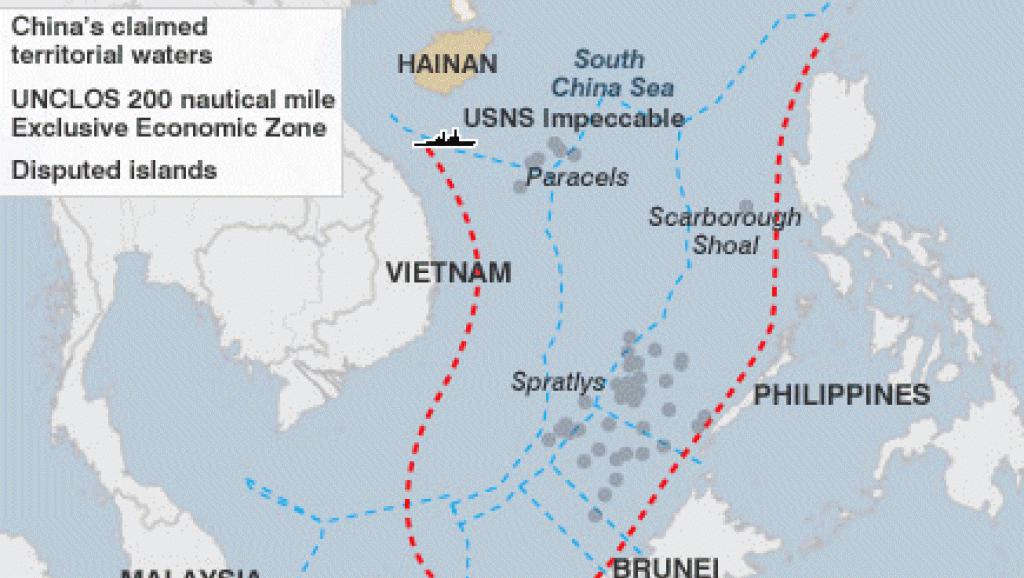 China's claimed
territorial waters
UNCLOS 200 nautical mile
Exclusive Economic Zone
Disputed islands
HAINAN
South
China Sea
USNS Impeccable
Paracels
Scarborough
Shoal
VIETNAM
Spratlys
PHILIPPINES
BRUNEI
MALAYSIA